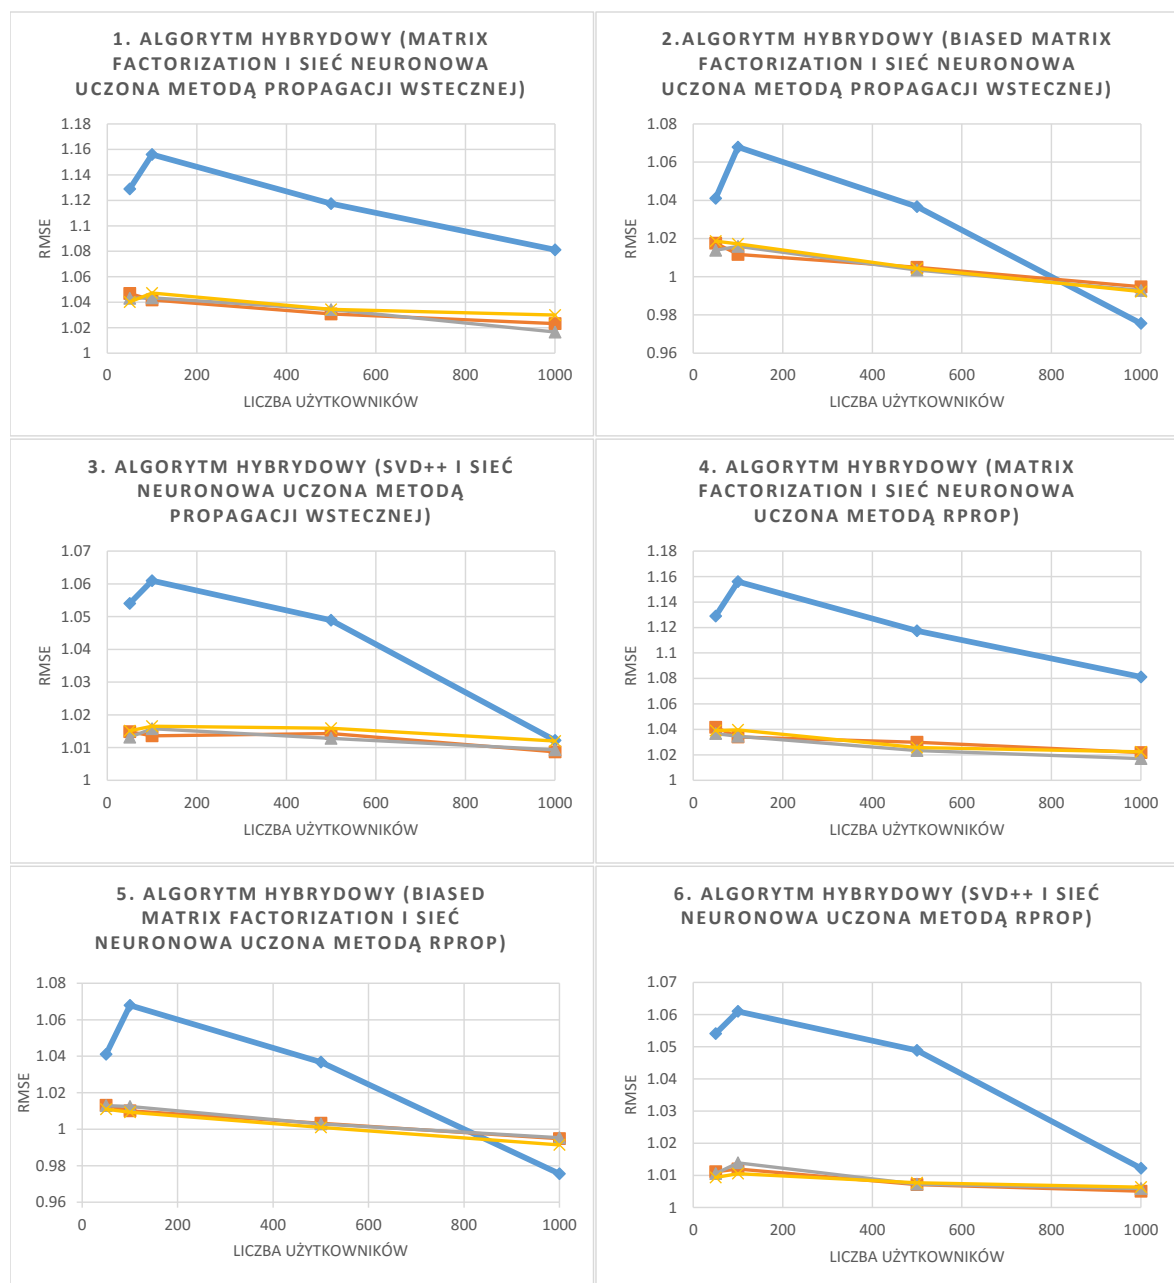 1. ALGORYTM HYBRYDOWY (MATRIX
FACTORIZATION I SIEĆ NEURONOWA
UCZONA METODĄ PROPAGACJI WSTECZNEJ)
1.18
1.16
1.14
1.12
1.1
1.08
1.06
1.04
1.02
1
RMSE
0 200 400 600 800 1000
LICZBA UŻYTKOWNIKÓW
2.ALGORYTM HYBRYDOWY (BIASED MATRIX
FACTORIZATION I SIEĆ NEURONOWA
UCZONA METODĄ PROPAGACJI WSTECZNEJ)
1.08
1.06
1.04
1.02
1
0.98
0.96
RMSE
0 200 400 600 800 1000
LICZBA UŻYTKOWNIKÓW
3. ALGORYTM HYBRYDOWY (SVD++ I SIEĆ
NEURONOWA UCZONA METODĄ
PROPAGACJI WSTECZNEJ)
1.07
1.06
1.05
1.04
1.03
1.02
1.01
1
RMSE
0 200 400 600 800 1000
LICZBA UŻYTKOWNIKÓW
4. ALGORYTM HYBRYDOWY (MATRIX
FACTORIZATION I SIEĆ NEURONOWA
UCZONA METODĄ RPROP)
1.18
1.16
1.14
1.12
1.1
1.08
1.06
1.04
1.02
1
RMSE
0 200 400 600 800 1000
LICZBA UŻYTKOWNIKÓW
5. ALGORYTM HYBRYDOWY (BIASED
MATRIX FACTORIZATION I SIEĆ
NEURONOWA UCZONA METODĄ RPROP)
1.08
1.06
1.04
1.02
1
0.98
0.96
RMSE
0 200 400 600 800 1000
LICZBA UŻYTKOWNIKÓW
6. ALGORYTM HYBRYDOWY (SVD++ I SIEĆ
NEURONOWA UCZONA METODĄ RPROP)
1.07
1.06
1.05
1.04
1.03
1.02
1.01
1
RMSE
0 200 400 600 800 1000
LICZBA UŻYTKOWNIKÓW